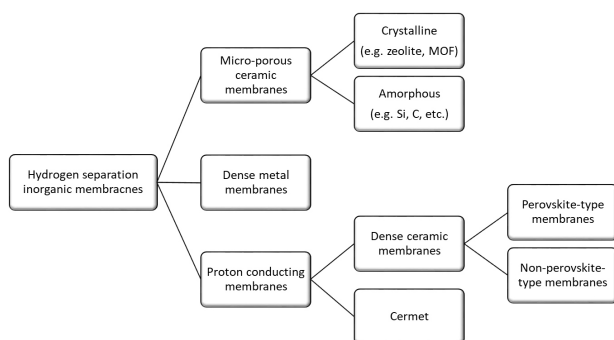 Crystalline
(e.g. zeolite, MOF)
Micro-porous
ceramic
membranes
Amorphous
(e.g. Si, C, etc.)
Hydrogen separation
inorganic membracnes
Dense metal
membranes
Perovskite-type
membranes
Dense ceramic
membranes
Non-perovskite-
type membranes
Proton conducting
membranes
Cermet